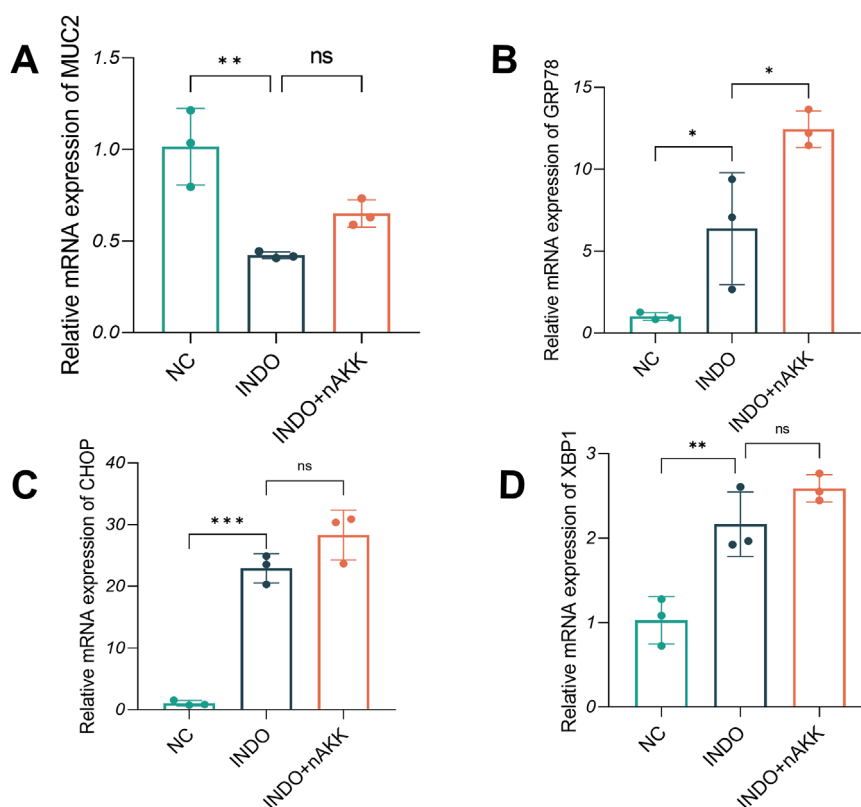 A
Relative mRNA expression of MUC2
1.5
1.0
0.5
0.0
**
ns
NC
INDO
INDO+nAKK
B
Relative mRNA expression of GRP78
15
10
5
0
*
*
NC
INDO
INDO+nAKK
C
Relative mRNA expression of CHOP
40
30
20
10
0
***
ns
NC
INDO
INDO+nAKK
D
Relative mRNA expression of XBP1
3
2
1
0
**
ns
NC
INDO
INDO+nAKK